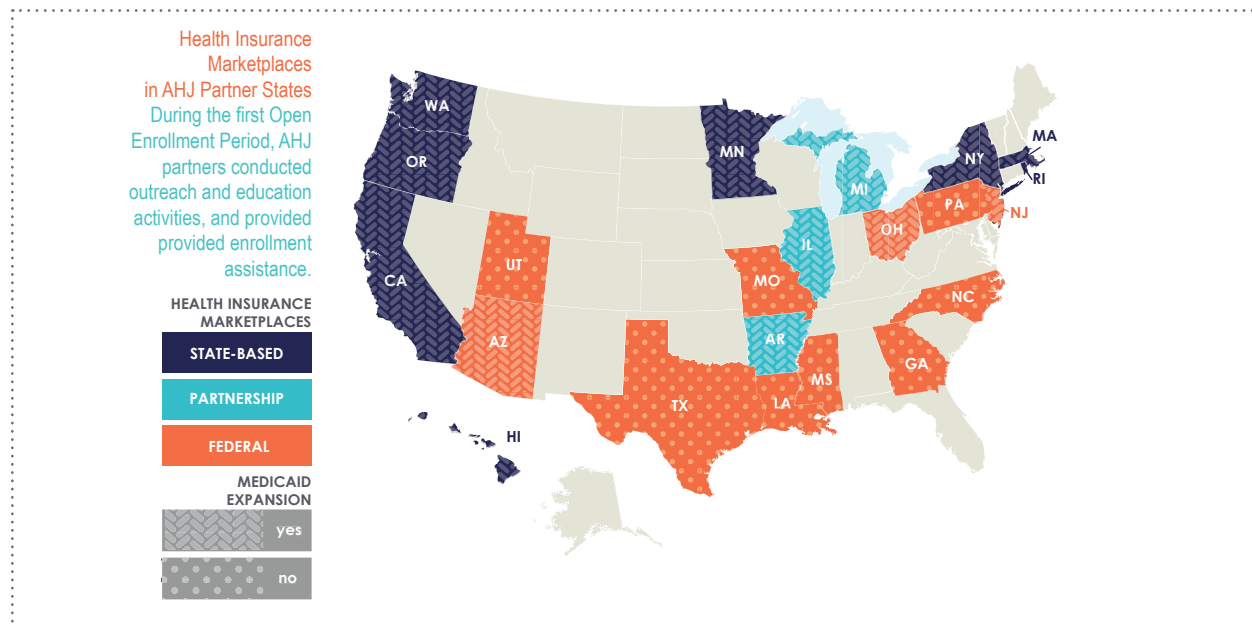 Health Insurance
Marketplaces
in AHJ Partner States
During the first Open
Enrollment Period, AHJ
partners conducted
outreach and education
activities, and provided
provided enrollment
assistance.
HEALTH INSURANCE
MARKETPLACES
STATE-BASED
PARTNERSHIP
FEDERAL
MEDICAID
EXPANSION
yes
no
WA
OR
CA
UT
AZ
HI
MN
MO
TX
AR
LA
MS
IL
MI
OH
GA
NC
PA
NY
NJ
MA
RI